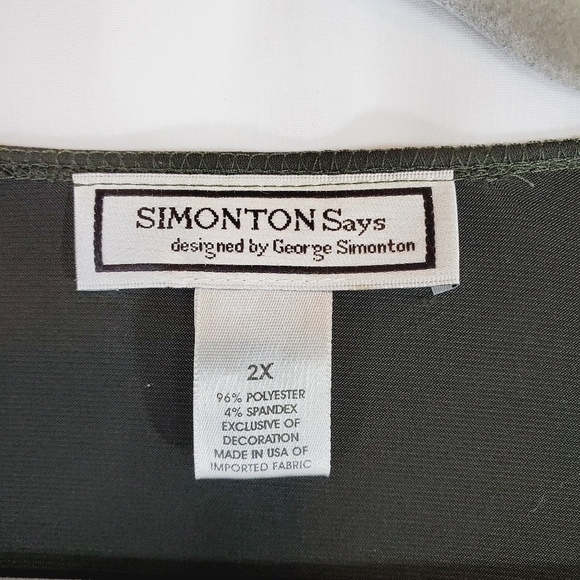 SIMONTON Says
designed by George Simonton
2X
96% POLYESTER
4% SPANDEX
EXCLUSIVE OF
DECORATION
MADE IN USA OF
IMPORTED FABRIC